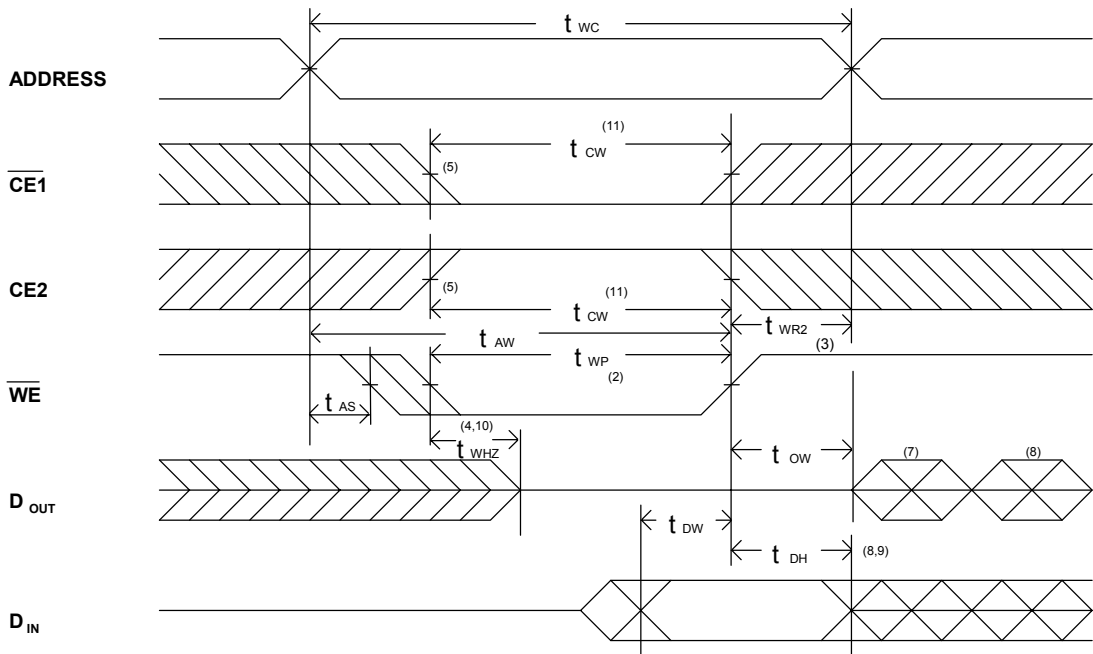 t WC
ADDRESS
(11)
t CW
CE1
(5)
CE2
(5)
(11)
t CW
t WR2
t AW
t WP
(3)
(2)
WE
t AS
(4,10)
t WHZ
t OW
(7)
(8)
D OUT
t DW
t DH
(8,9)
D IN